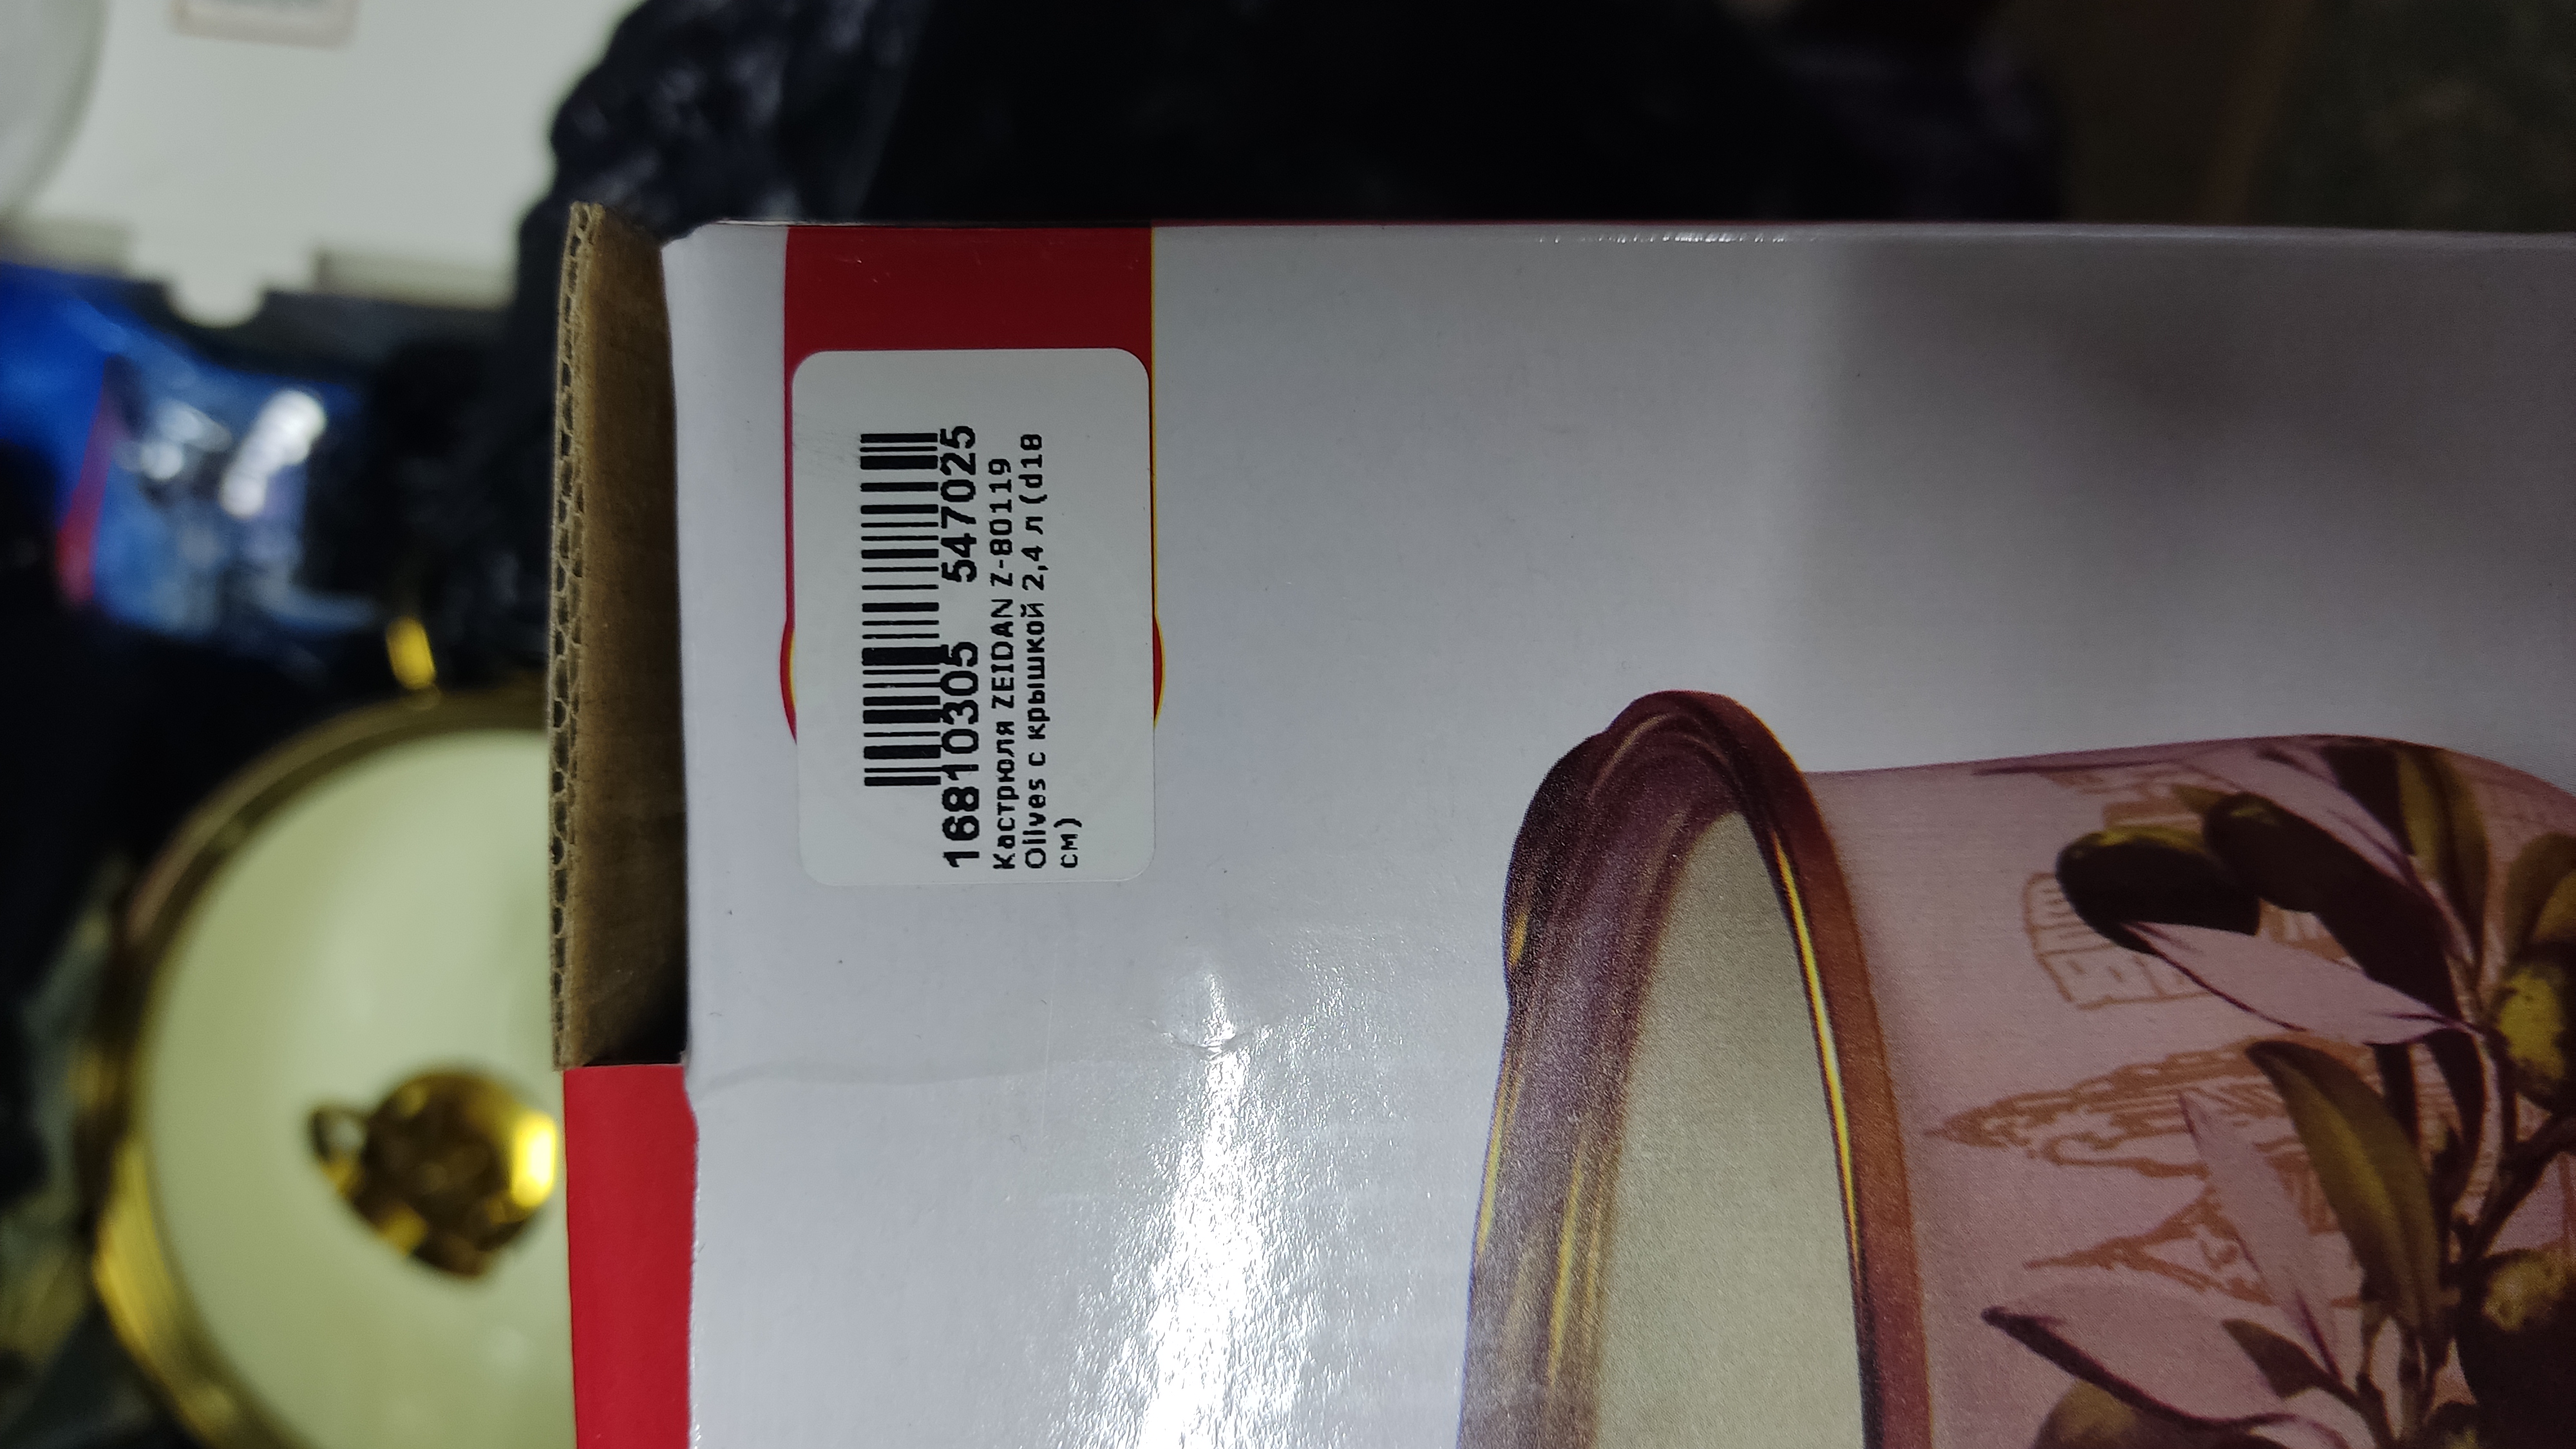 16810305 547025
Кастрюля ZEIDAN Z-80119
Olives с крышкой 2,4 л (d18
см)